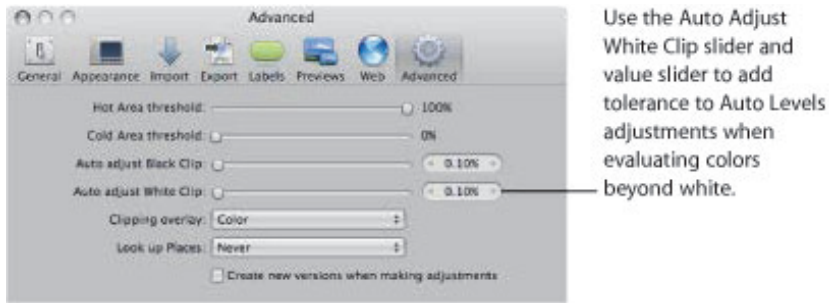 Advanced
General Appearance Import Export Labels Previews Web Advanced
Hot Area threshold: 100%
Cold Area threshold: 0%
Auto adjust Black Clip: 0.10%
Auto adjust White Clip: 0.10%
Clipping overlay: Color
Look up Places: Never
Create new versions when making adjustments
Use the Auto Adjust
White Clip slider and
value slider to add
tolerance to Auto Levels
adjustments when
evaluating colors
beyond white.